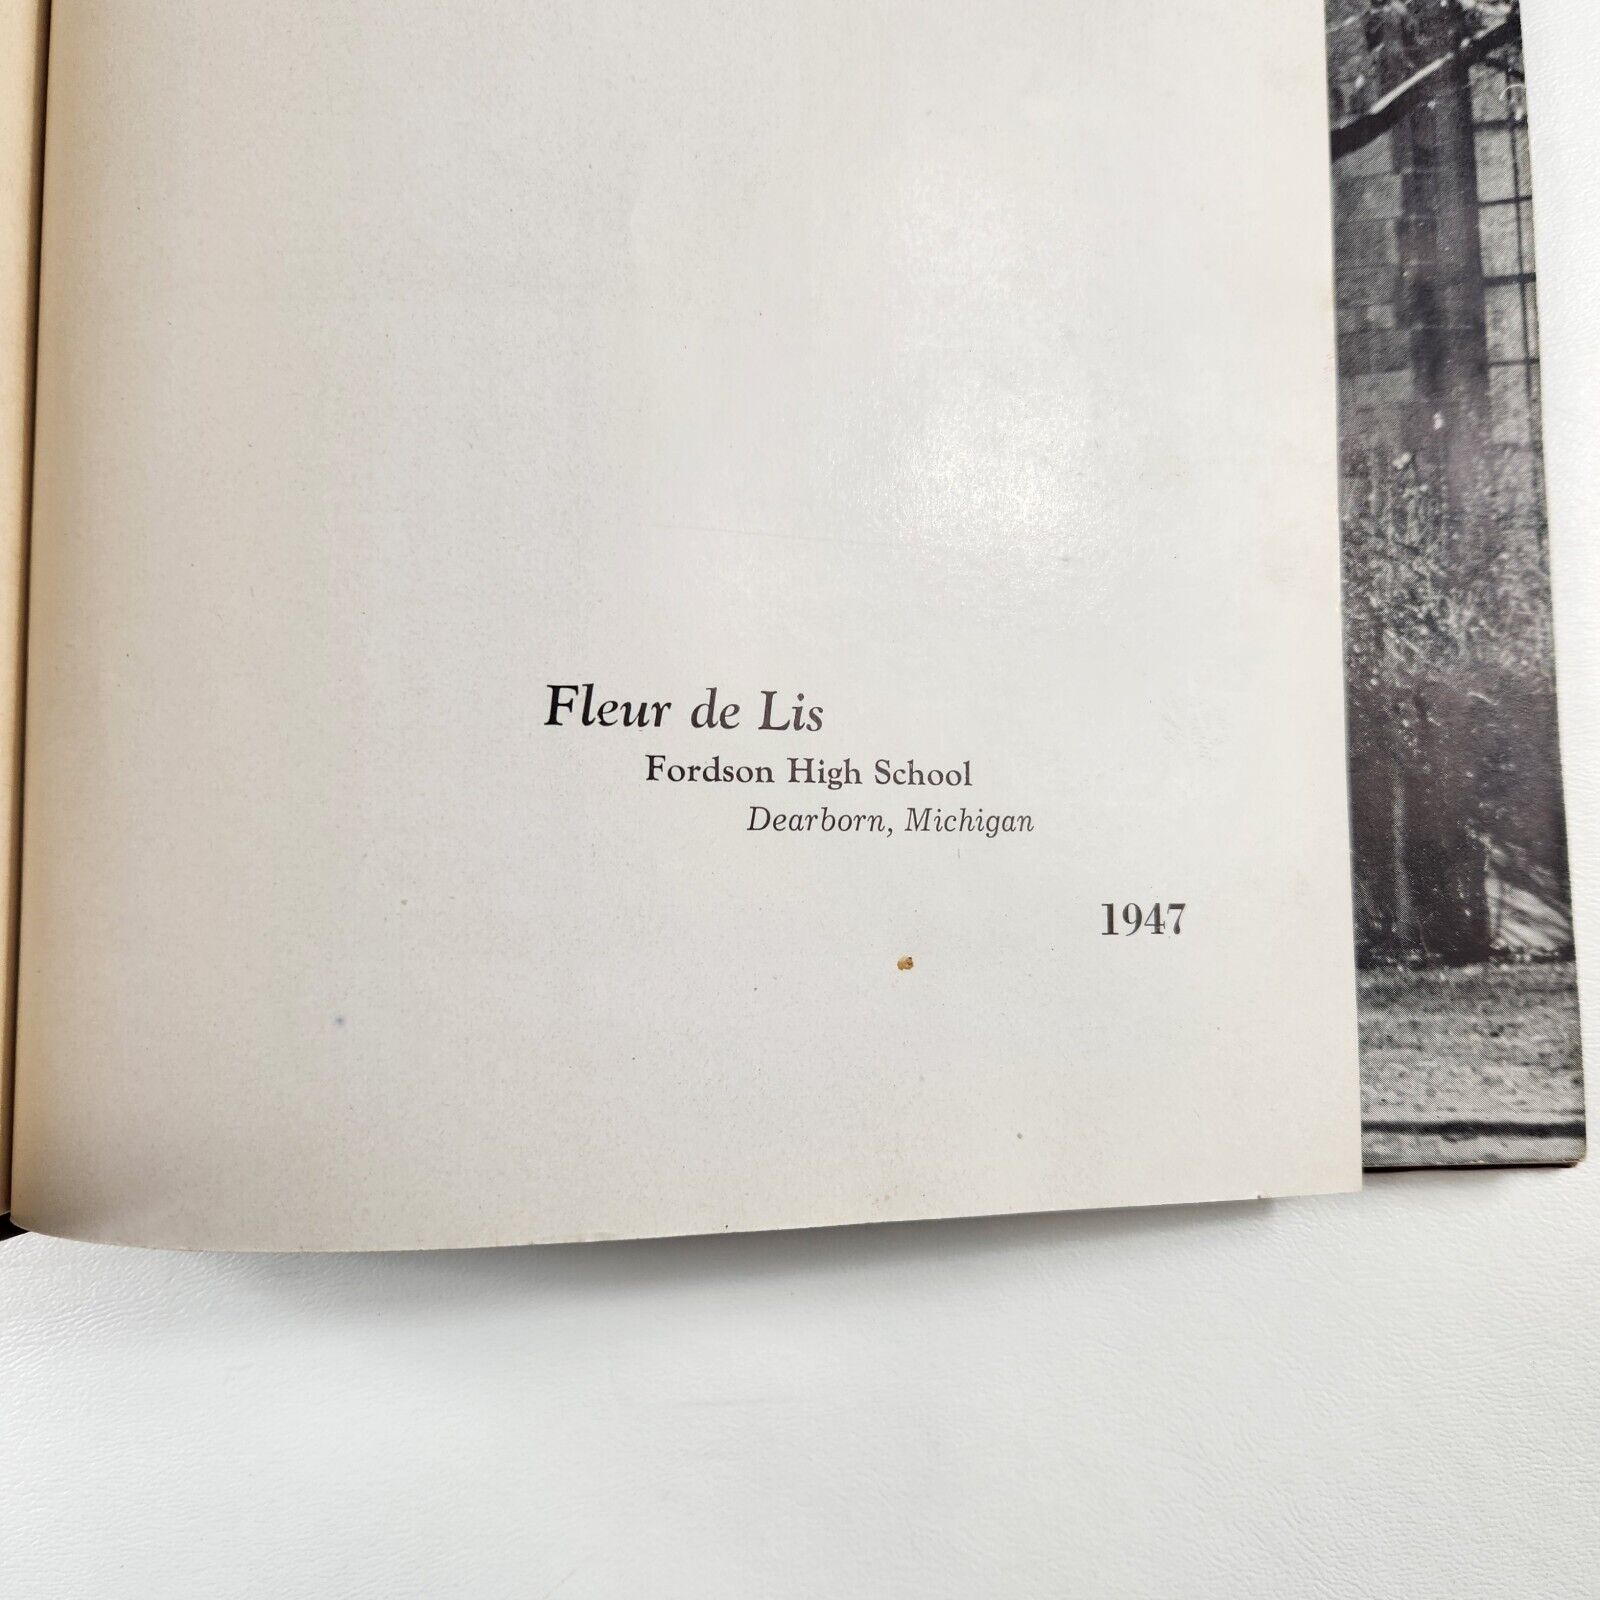 Fleur de Lis
Fordson High School
Dearborn, Michigan
1947